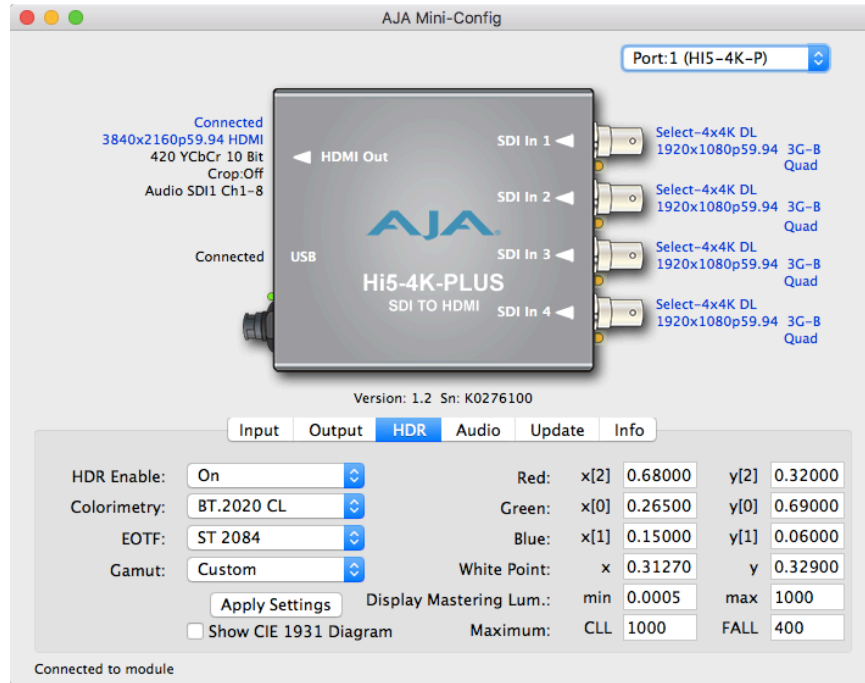 AJA Mini-Config
Port:1 (HI5-4K-P)
Connected
3840x2160p59.94 HDMI
420 YCbCr 10 Bit
Crop:Off
Audio SDI1 Ch1-8
Connected
HDMI Out
USB
AJA
Hi5-4K-PLUS
SDI TO HDMI
SDI In 1
SDI In 2
SDI In 3
SDI In 4
Select-4x4K DL
1920x1080p59.94 3G-B
Quad
Select-4x4K DL
1920x1080p59.94 3G-B
Quad
Select-4x4K DL
1920x1080p59.94 3G-B
Quad
Select-4x4K DL
1920x1080p59.94 3G-B
Quad
Version: 1.2 Sn: K0276100
Input Output HDR Audio Update Info
HDR Enable: On
Colorimetry: BT.2020 CL
EOTF: ST 2084
Gamut: Custom
Apply Settings
Show CIE 1931 Diagram
Red: x[2] 0.68000 y[2] 0.32000
Green: x[0] 0.26500 y[0] 0.69000
Blue: x[1] 0.15000 y[1] 0.06000
White Point: x 0.31270 y 0.32900
Display Mastering Lum.: min 0.0005 max 1000
Maximum: CLL 1000 FALL 400
Connected to module